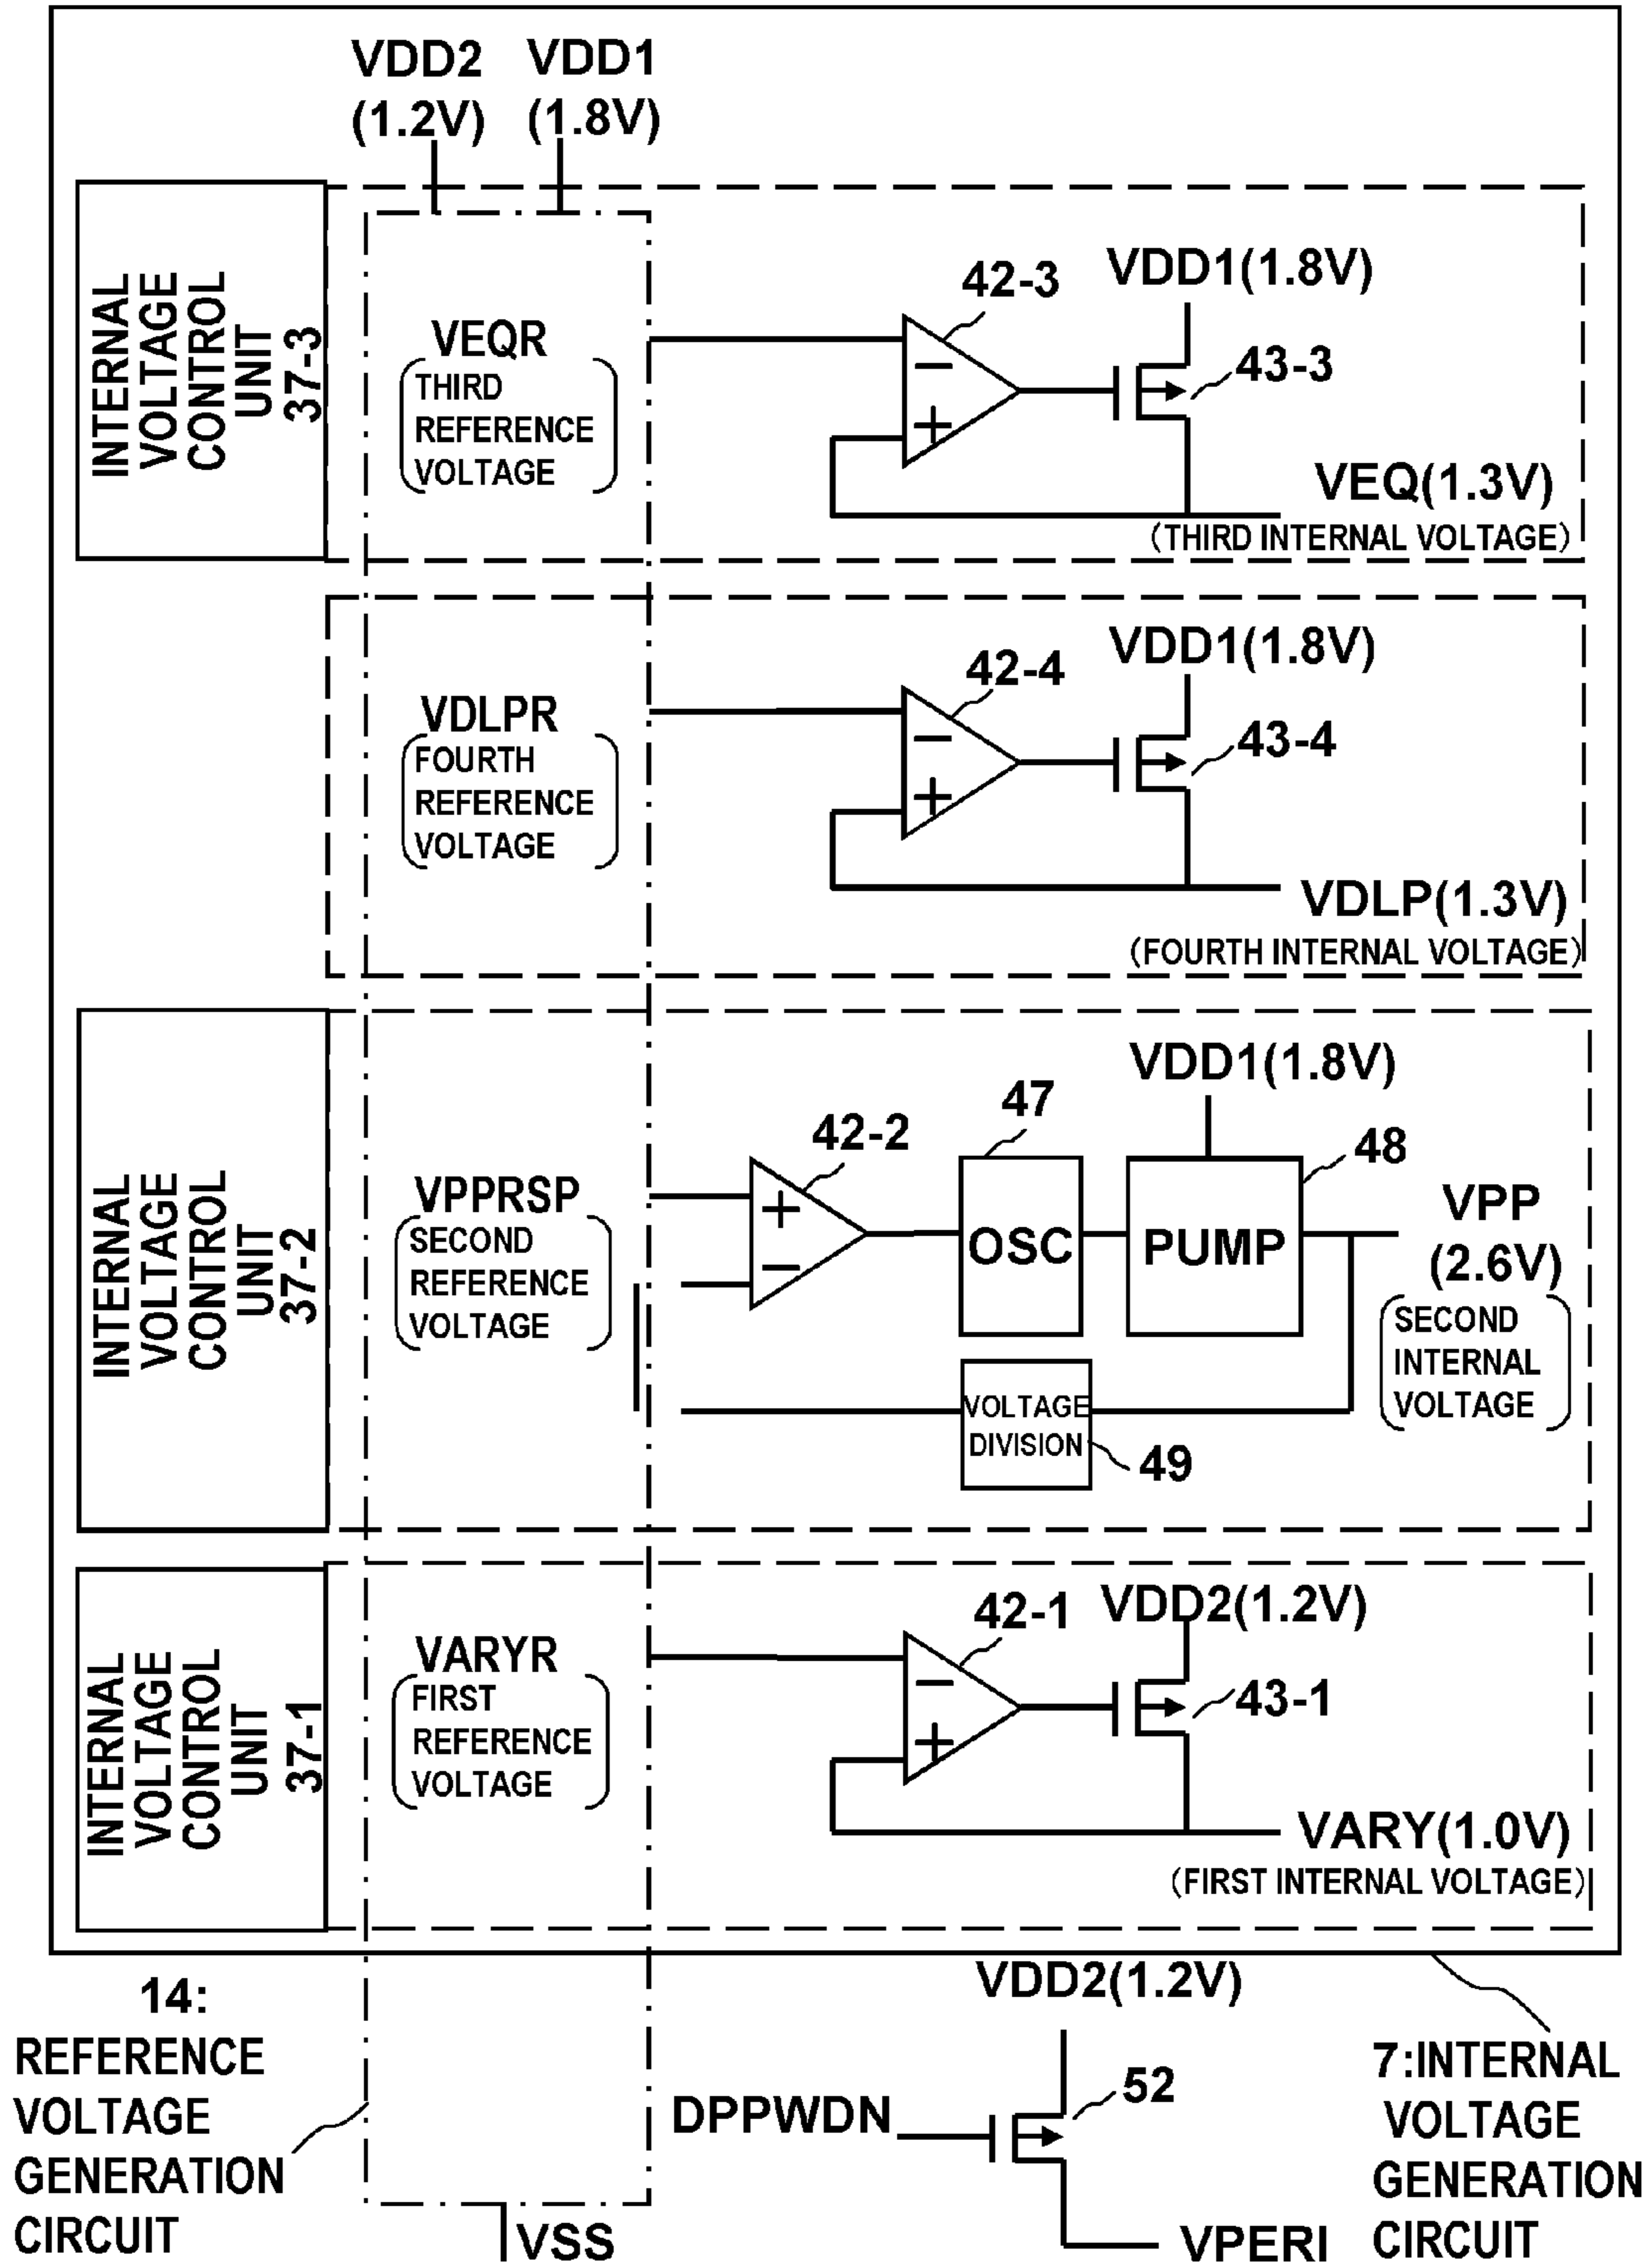 VDD2 VDD1
(1.2V) (1.8V)
INTERNAL
VOLTAGE
CONTROL
UNIT
37-3
VEQR
THIRD
REFERENCE
VOLTAGE
42-3
−
+
VDD1(1.8V)
43-3
VEQ(1.3V)
(THIRD INTERNAL VOLTAGE)
VDLPR
FOURTH
REFERENCE
VOLTAGE
42-4
−
+
VDD1(1.8V)
43-4
VDLP(1.3V)
(FOURTH INTERNAL VOLTAGE)
INTERNAL
VOLTAGE
CONTROL
UNIT
37-2
VPPRSP
SECOND
REFERENCE
VOLTAGE
42-2
+
−
47
OSC
VDD1(1.8V)
48
PUMP
VPP
(2.6V)
SECOND
INTERNAL
VOLTAGE
VOLTAGE
DIVISION
49
INTERNAL
VOLTAGE
CONTROL
UNIT
37-1
VARYR
FIRST
REFERENCE
VOLTAGE
42-1
−
+
VDD2(1.2V)
43-1
VARY(1.0V)
(FIRST INTERNAL VOLTAGE)
14:
REFERENCE
VOLTAGE
GENERATION
CIRCUIT
VSS
VDD2(1.2V)
DPPWDN
52
VPERI
7:INTERNAL
VOLTAGE
GENERATION
CIRCUIT